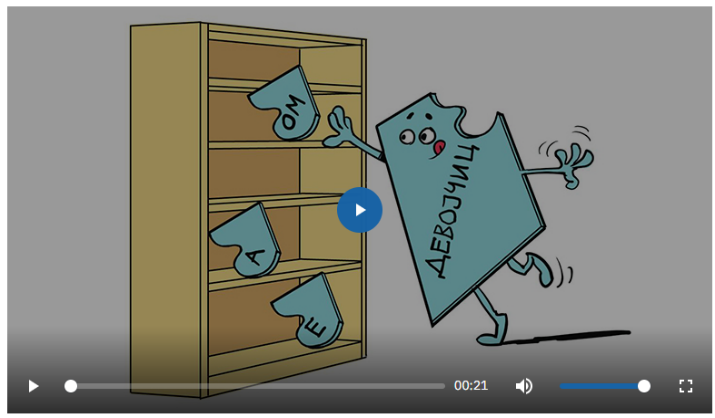 ОМ
ДЕВОЈЧИЦ
А
Е
00:21